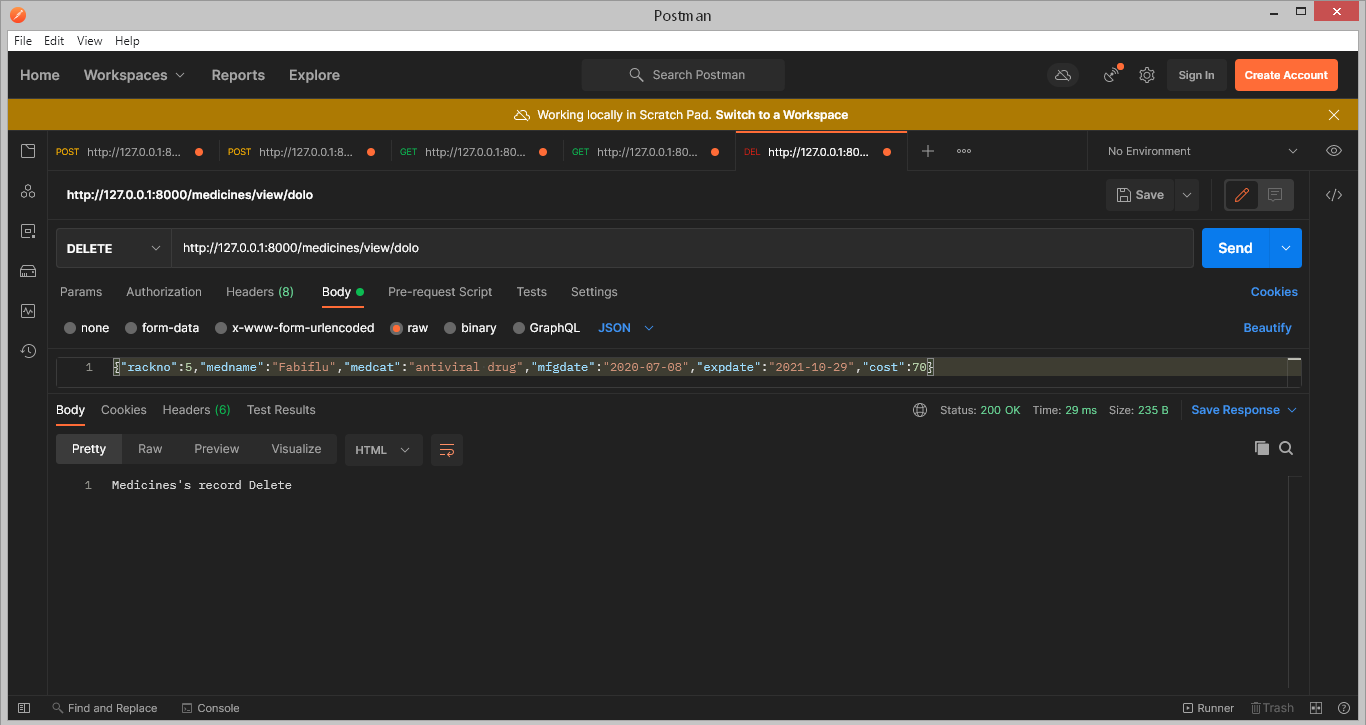 Postman
File Edit View Help
Home Workspaces Reports Explore Search Postman Sign In Create Account
Working locally in Scratch Pad. Switch to a Workspace
POST http://127.0.0.1:8... POST http://127.0.0.1:8... GET http://127.0.0.1:80... GET http://127.0.0.1:80... DEL http://127.0.0.1:80... No Environment
http://127.0.0.1:8000/medicines/view/dolo Save
DELETE http://127.0.0.1:8000/medicines/view/dolo Send
Params Authorization Headers (8) Body Pre-request Script Tests Settings Cookies
none form-data x-www-form-urlencoded raw binary GraphQL JSON Beautify
1 {"rackno":5,"medname":"Fabiflu","medcat":"antiviral drug","mfgdate":"2020-07-08","expdate":"2021-10-29","cost":70}
Body Cookies Headers (6) Test Results Status: 200 OK Time: 29 ms Size: 235 B Save Response
Pretty Raw Preview Visualize HTML
1 Medicines's record Delete
Find and Replace Console Runner Trash